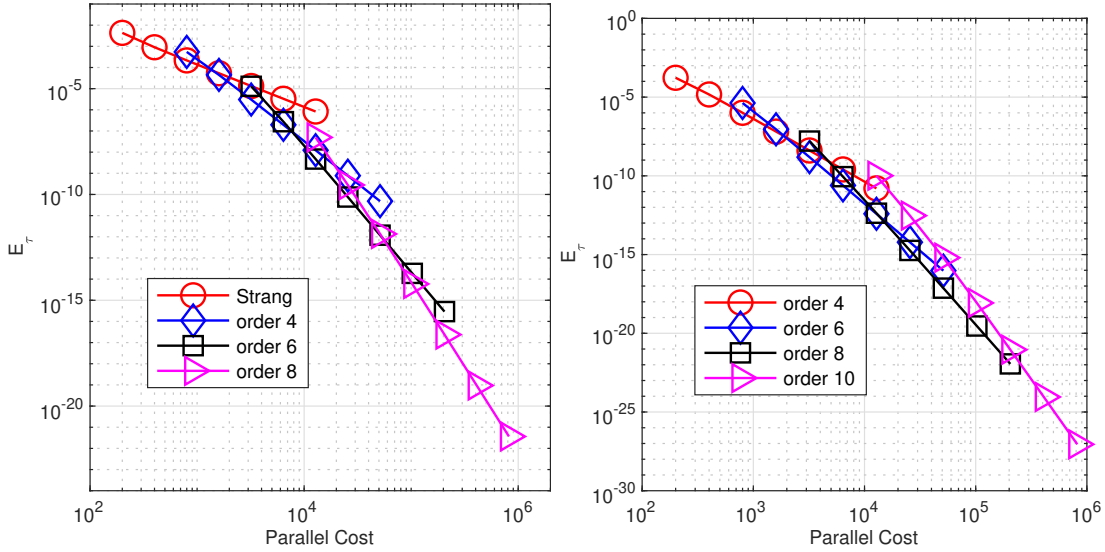 10^-5
10^-10
10^-15
10^-20
E_τ
10^2
10^4
10^6
Parallel Cost
Strang
order 4
order 6
order 8
10^0
10^-5
10^-10
10^-15
10^-20
10^-25
10^-30
E_τ
10^2
10^3
10^4
10^5
10^6
Parallel Cost
order 4
order 6
order 8
order 10